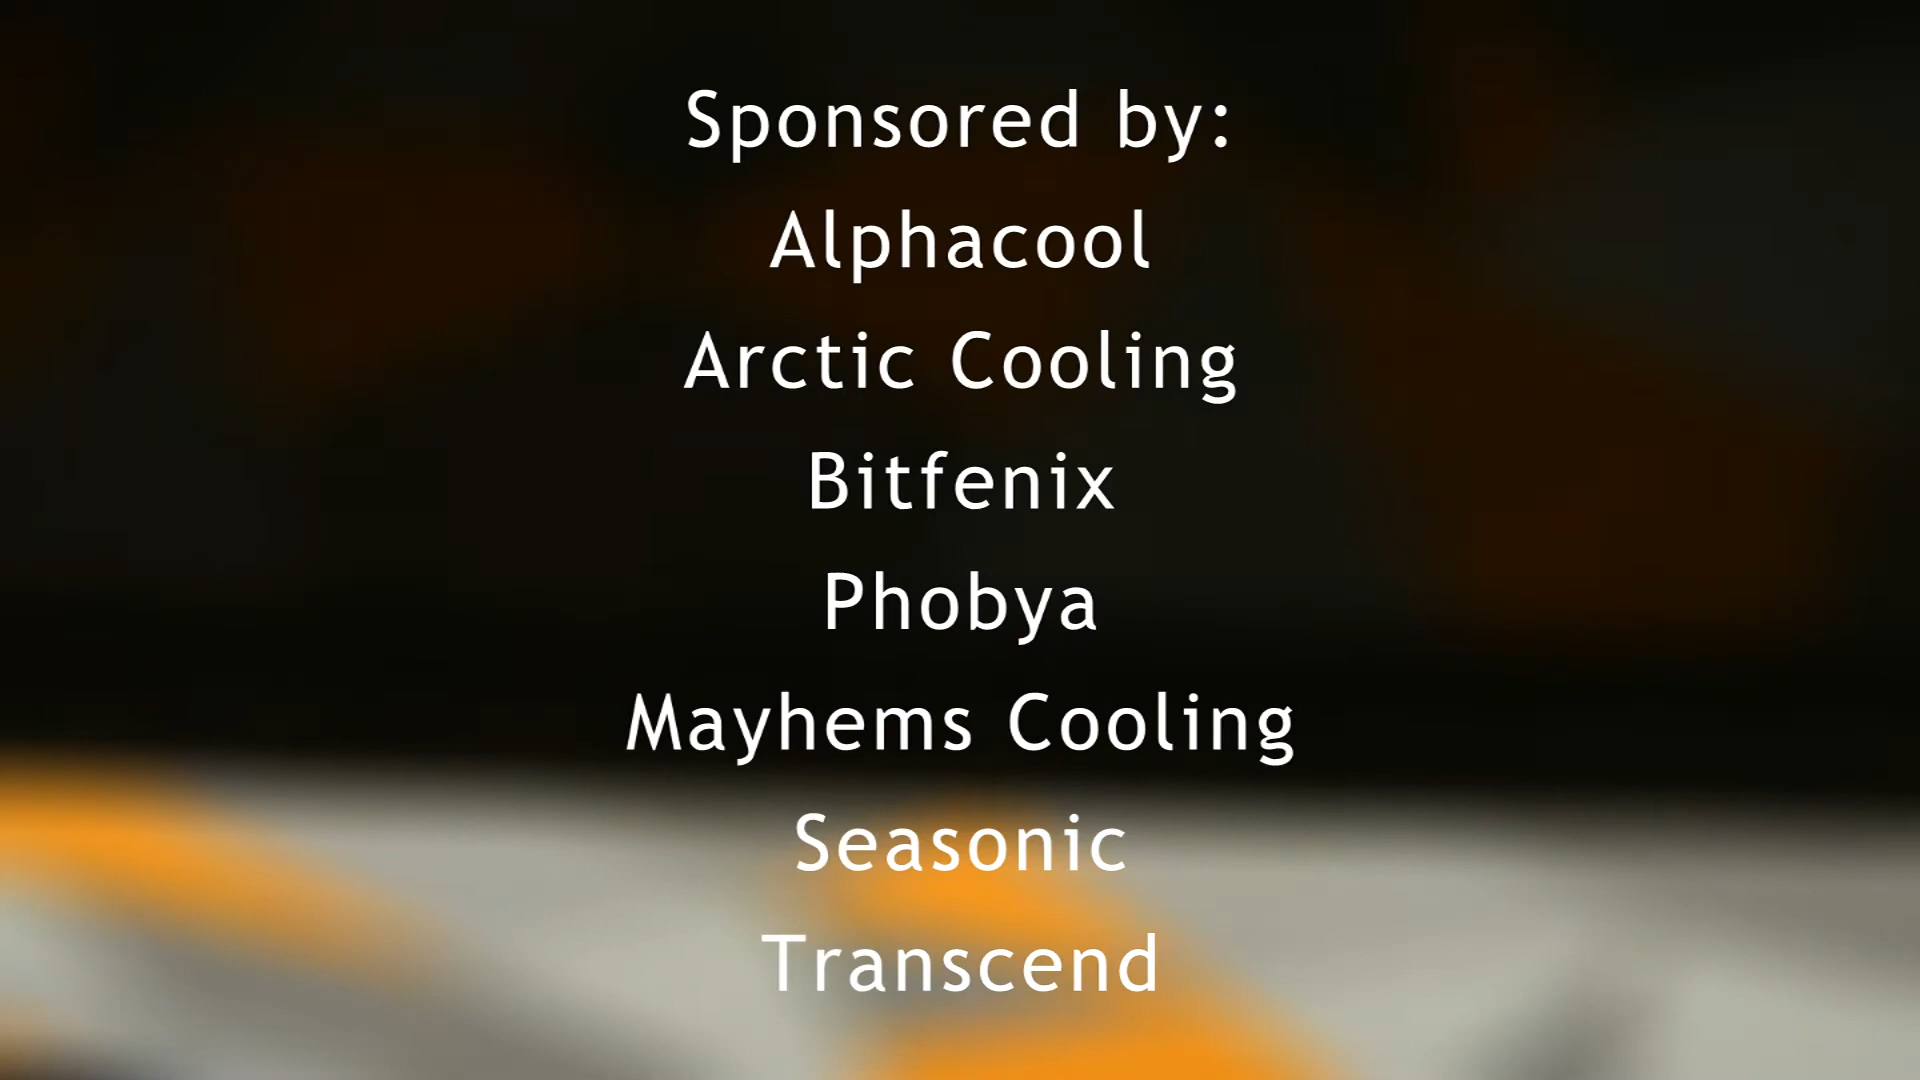 Sponsored by:
Alphacool
Arctic Cooling
Bitfenix
Phobya
Mayhems Cooling
Seasonic
Transcend